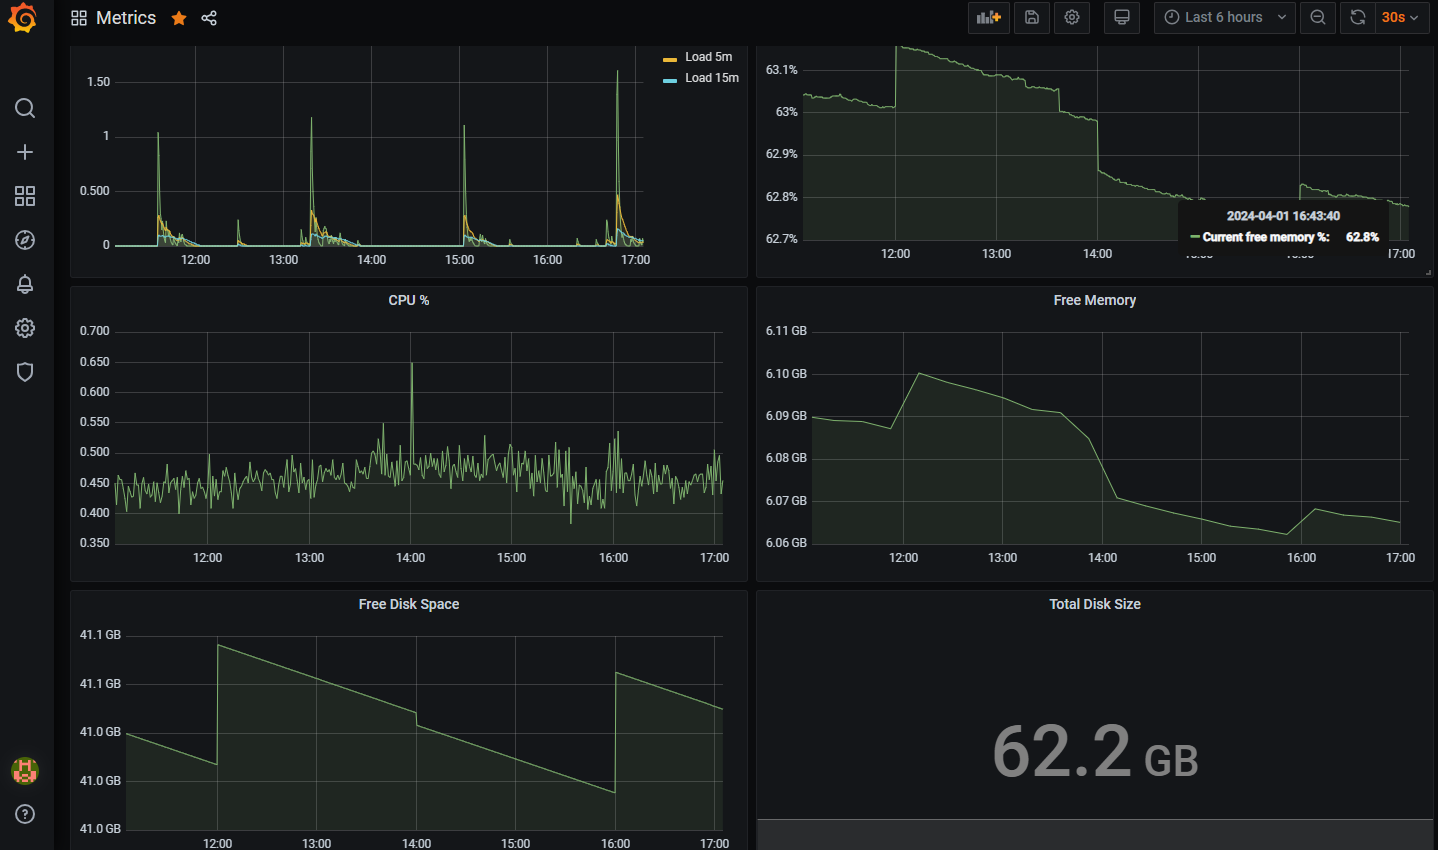 Metrics
Last 6 hours
30s
Load 5m
Load 15m
1.50
1
0.500
0
12:00 13:00 14:00 15:00 16:00 17:00
63.1%
63%
62.9%
62.8%
62.7%
2024-04-01 16:43:40
Current free memory %: 62.8%
12:00 13:00 14:00 17:00
CPU %
0.700
0.650
0.600
0.550
0.500
0.450
0.400
0.350
12:00 13:00 14:00 15:00 16:00 17:00
Free Memory
6.11 GB
6.10 GB
6.09 GB
6.08 GB
6.07 GB
6.06 GB
12:00 13:00 14:00 15:00 16:00 17:00
Free Disk Space
41.1 GB
41.1 GB
41.0 GB
41.0 GB
41.0 GB
12:00 13:00 14:00 15:00 16:00 17:00
Total Disk Size
62.2 GB